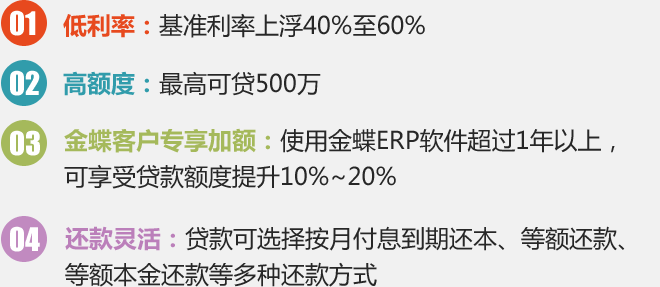 01 低利率：基准利率上浮40%至60%
02 高额度：最高可贷500万
03 金蝶客户专享加额：使用金蝶ERP软件超过1年以上，
可享受贷款额度提升10%~20%
04 还款灵活：贷款可选择按月付息到期还本、等额还款、
等额本金还款等多种还款方式